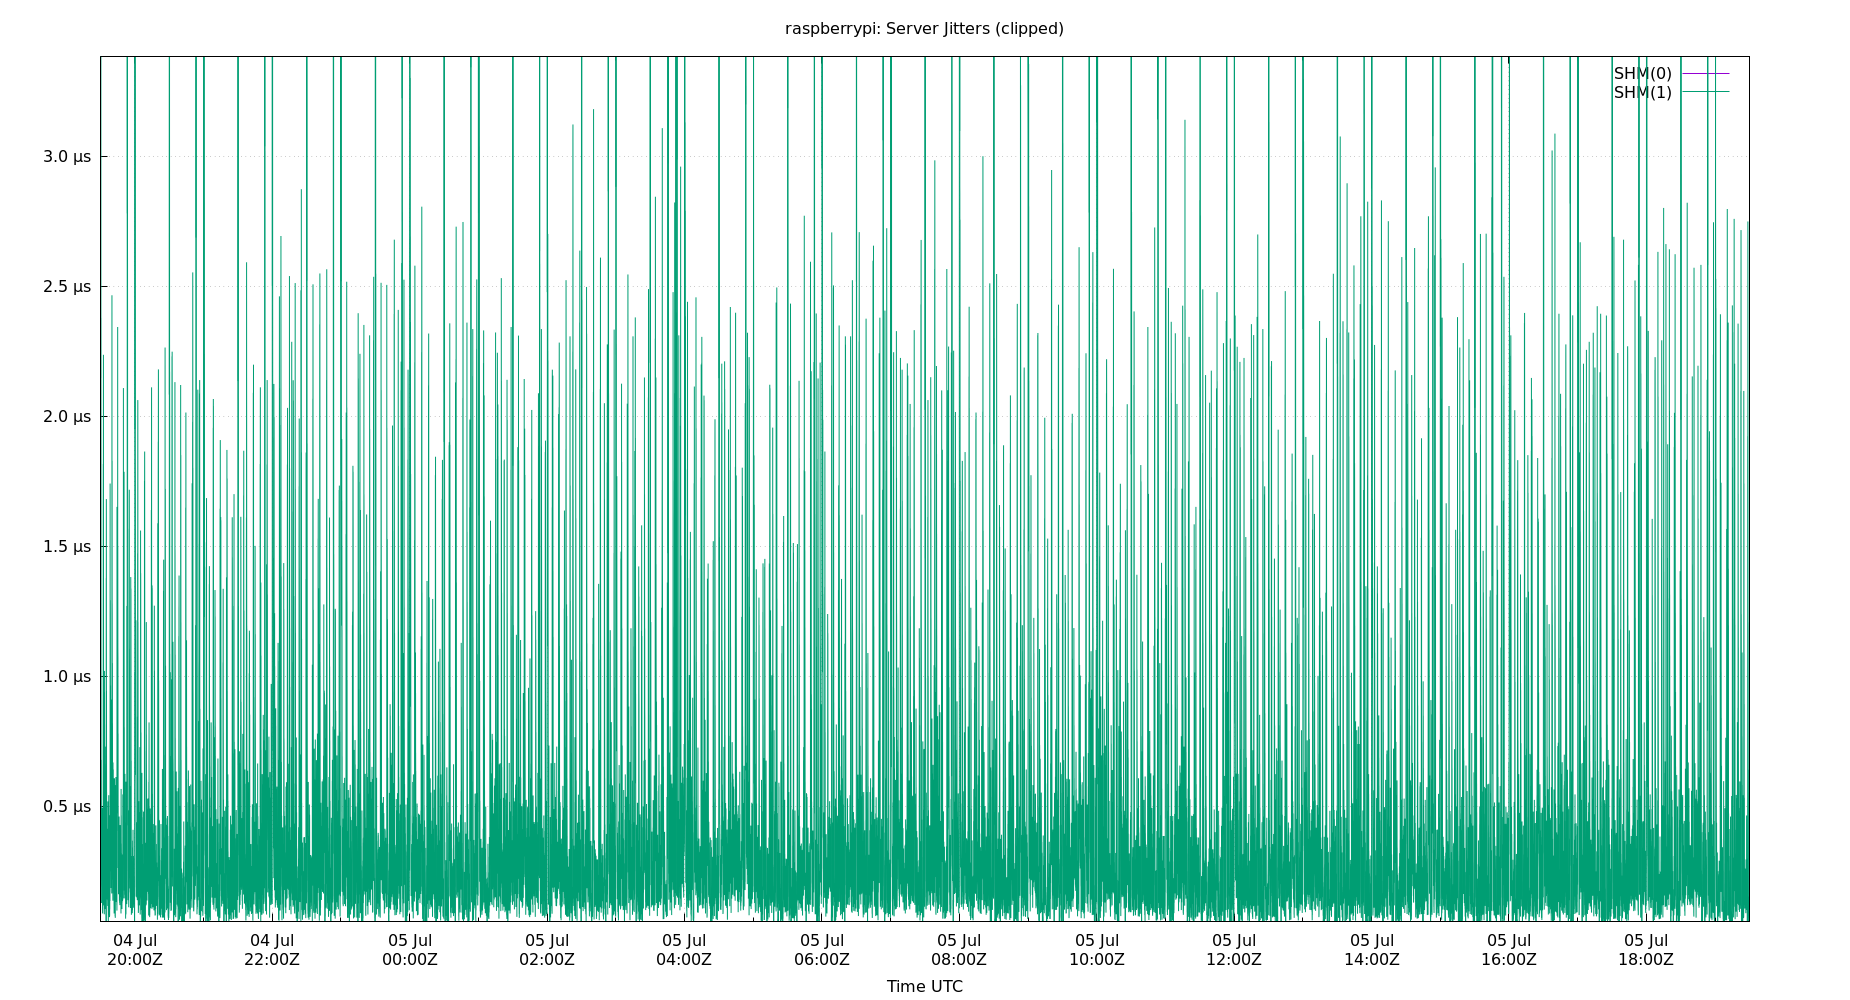 raspberrypi: Server Jitters (clipped)
SHM(0)
SHM(1)
3.0 μs
2.5 μs
2.0 μs
1.5 μs
1.0 μs
0.5 μs
04 Jul 04 Jul 05 Jul 05 Jul 05 Jul 05 Jul 05 Jul 05 Jul 05 Jul 05 Jul 05 Jul 05 Jul
20:00Z 22:00Z 00:00Z 02:00Z 04:00Z 06:00Z 08:00Z 10:00Z 12:00Z 14:00Z 16:00Z 18:00Z
Time UTC